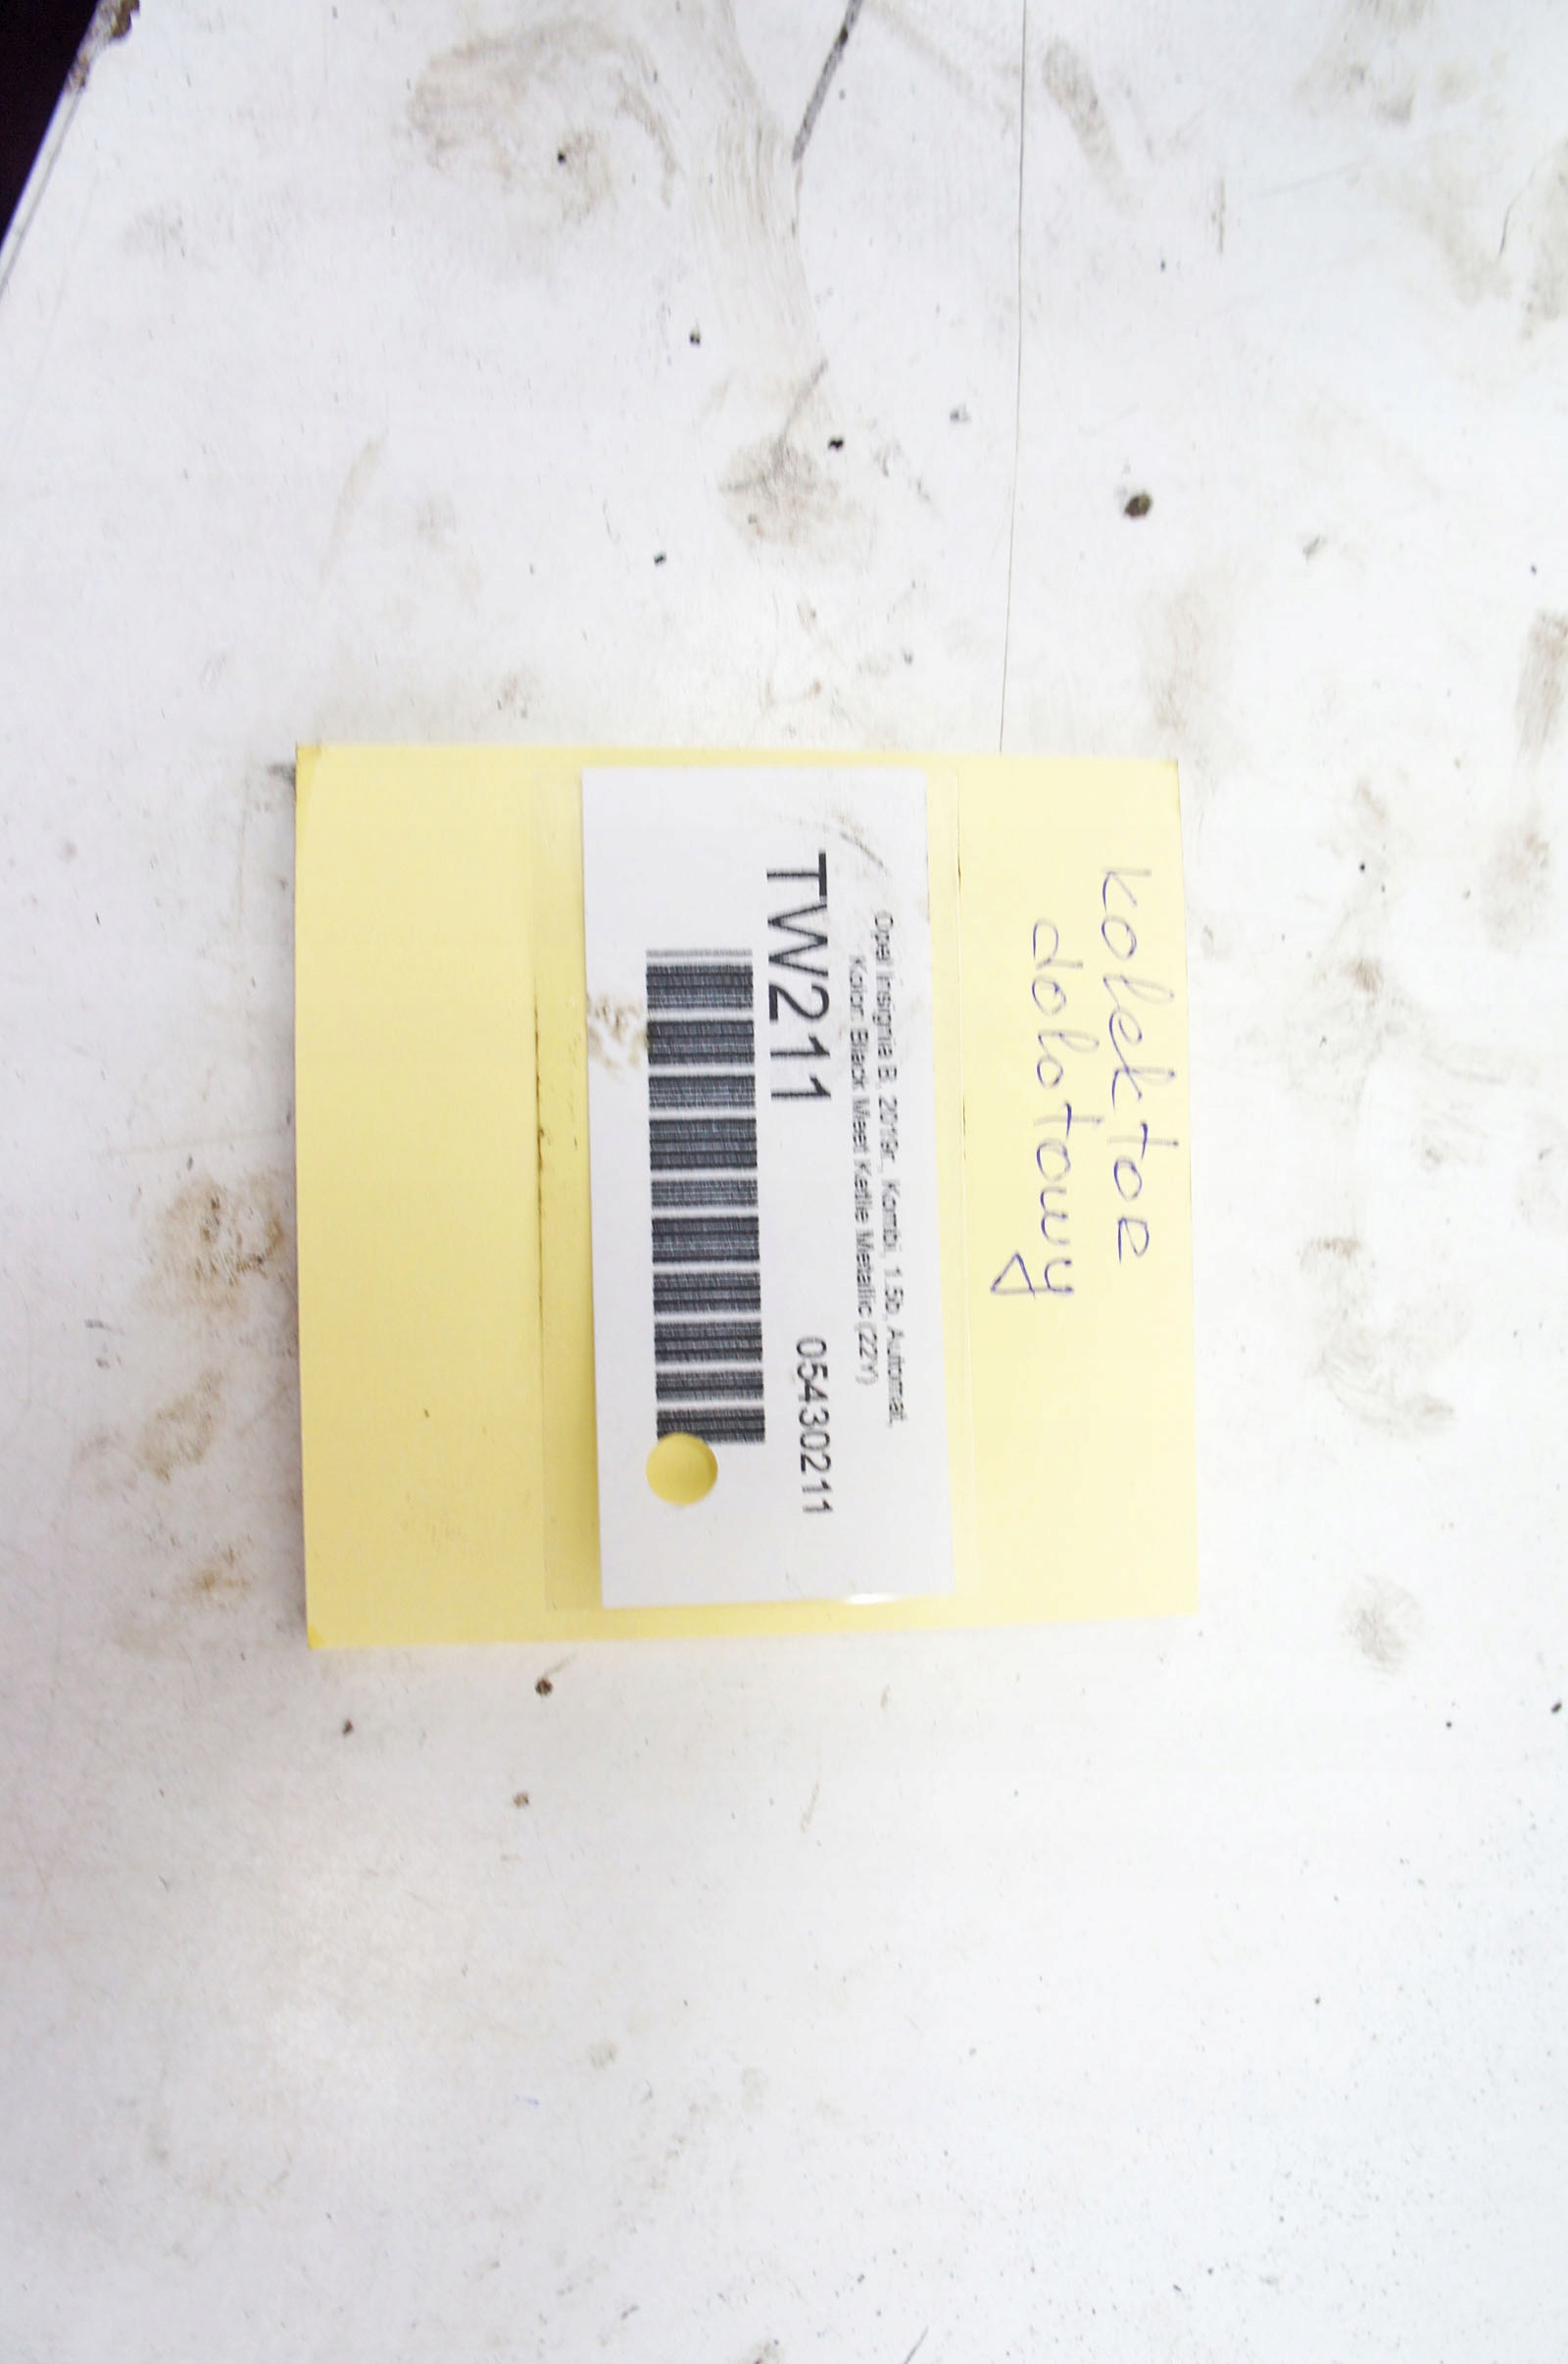 kolektor
dolotowy
Opel Insignia B, 2019r., Kombi, 1.5b, Automat,
Kolor: Black Meet Kettle Metallic (22Y)
TW211 05430211